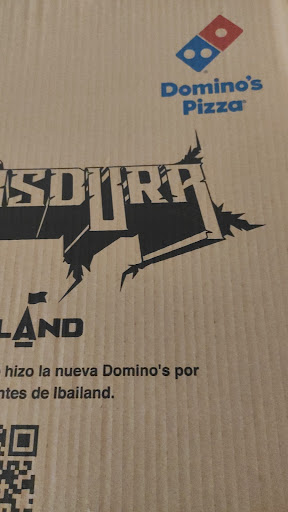 Domino's
Pizza
SDURA
LAND
hizo la nueva Domino's por
ntes de Ibailand.